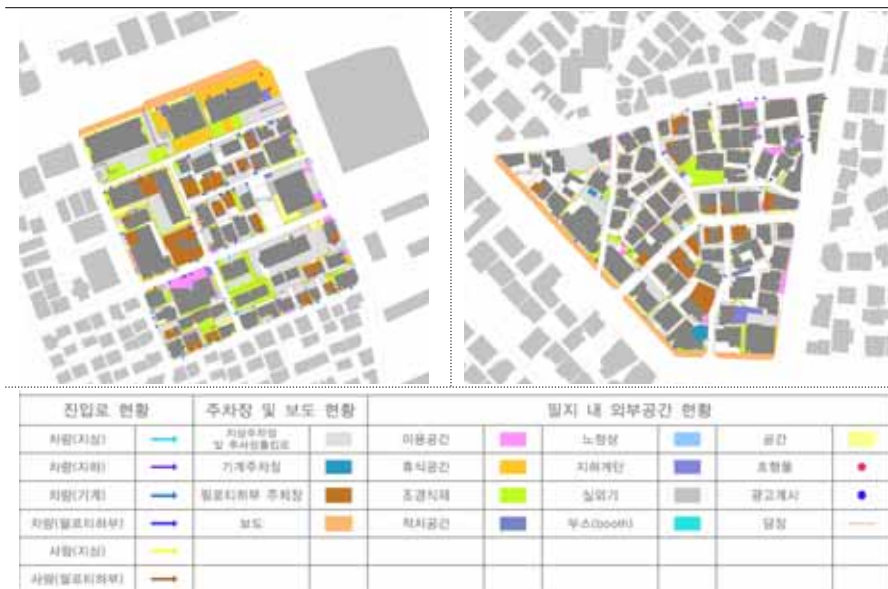 진입로 현황 주차장 및 보도 현황 필지 내 외부공간 현황
차량(지상) 지상주차장 및 주차장출입로 이용공간 노점상 공간
차량(지하) 기계주차장 휴식공간 지하계단 조형물
차량(기계) 필로티하부 주차장 조경식재 실외기 광고게시
차량(필로티하부) 보도 적치공간 부스(booth) 담장
사람(지상)
사람(필로티하부)